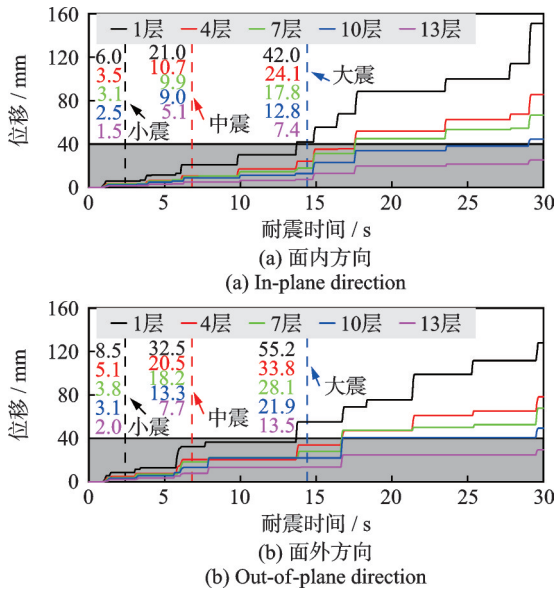 160
1层 4层 7层 10层 13层
6.0 21.0 42.0
3.5 10.7 24.1
3.1 9.9 17.8
2.5 9.0 12.8
1.5 5.1 7.4
小震 中震 大震
120
80
40
0
位移 / mm
0 5 10 15 20 25 30
耐震时间 / s
(a) 面内方向
(a) In-plane direction
160
1层 4层 7层 10层 13层
8.5 32.5 55.2
5.1 20.5 33.8
3.8 18.2 28.1
3.1 13.3 21.9
2.0 7.7 13.5
小震 中震 大震
120
80
40
0
位移 / mm
0 5 10 15 20 25 30
耐震时间 / s
(b) 面外方向
(b) Out-of-plane direction